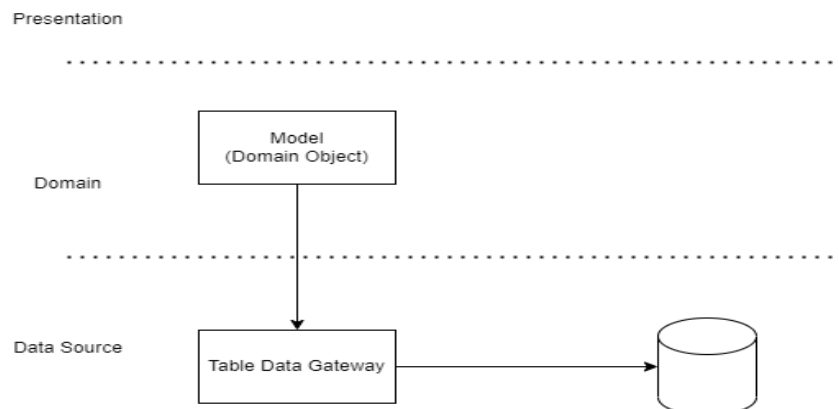 Presentation
Model
(Domain Object)
Domain
Data Source
Table Data Gateway